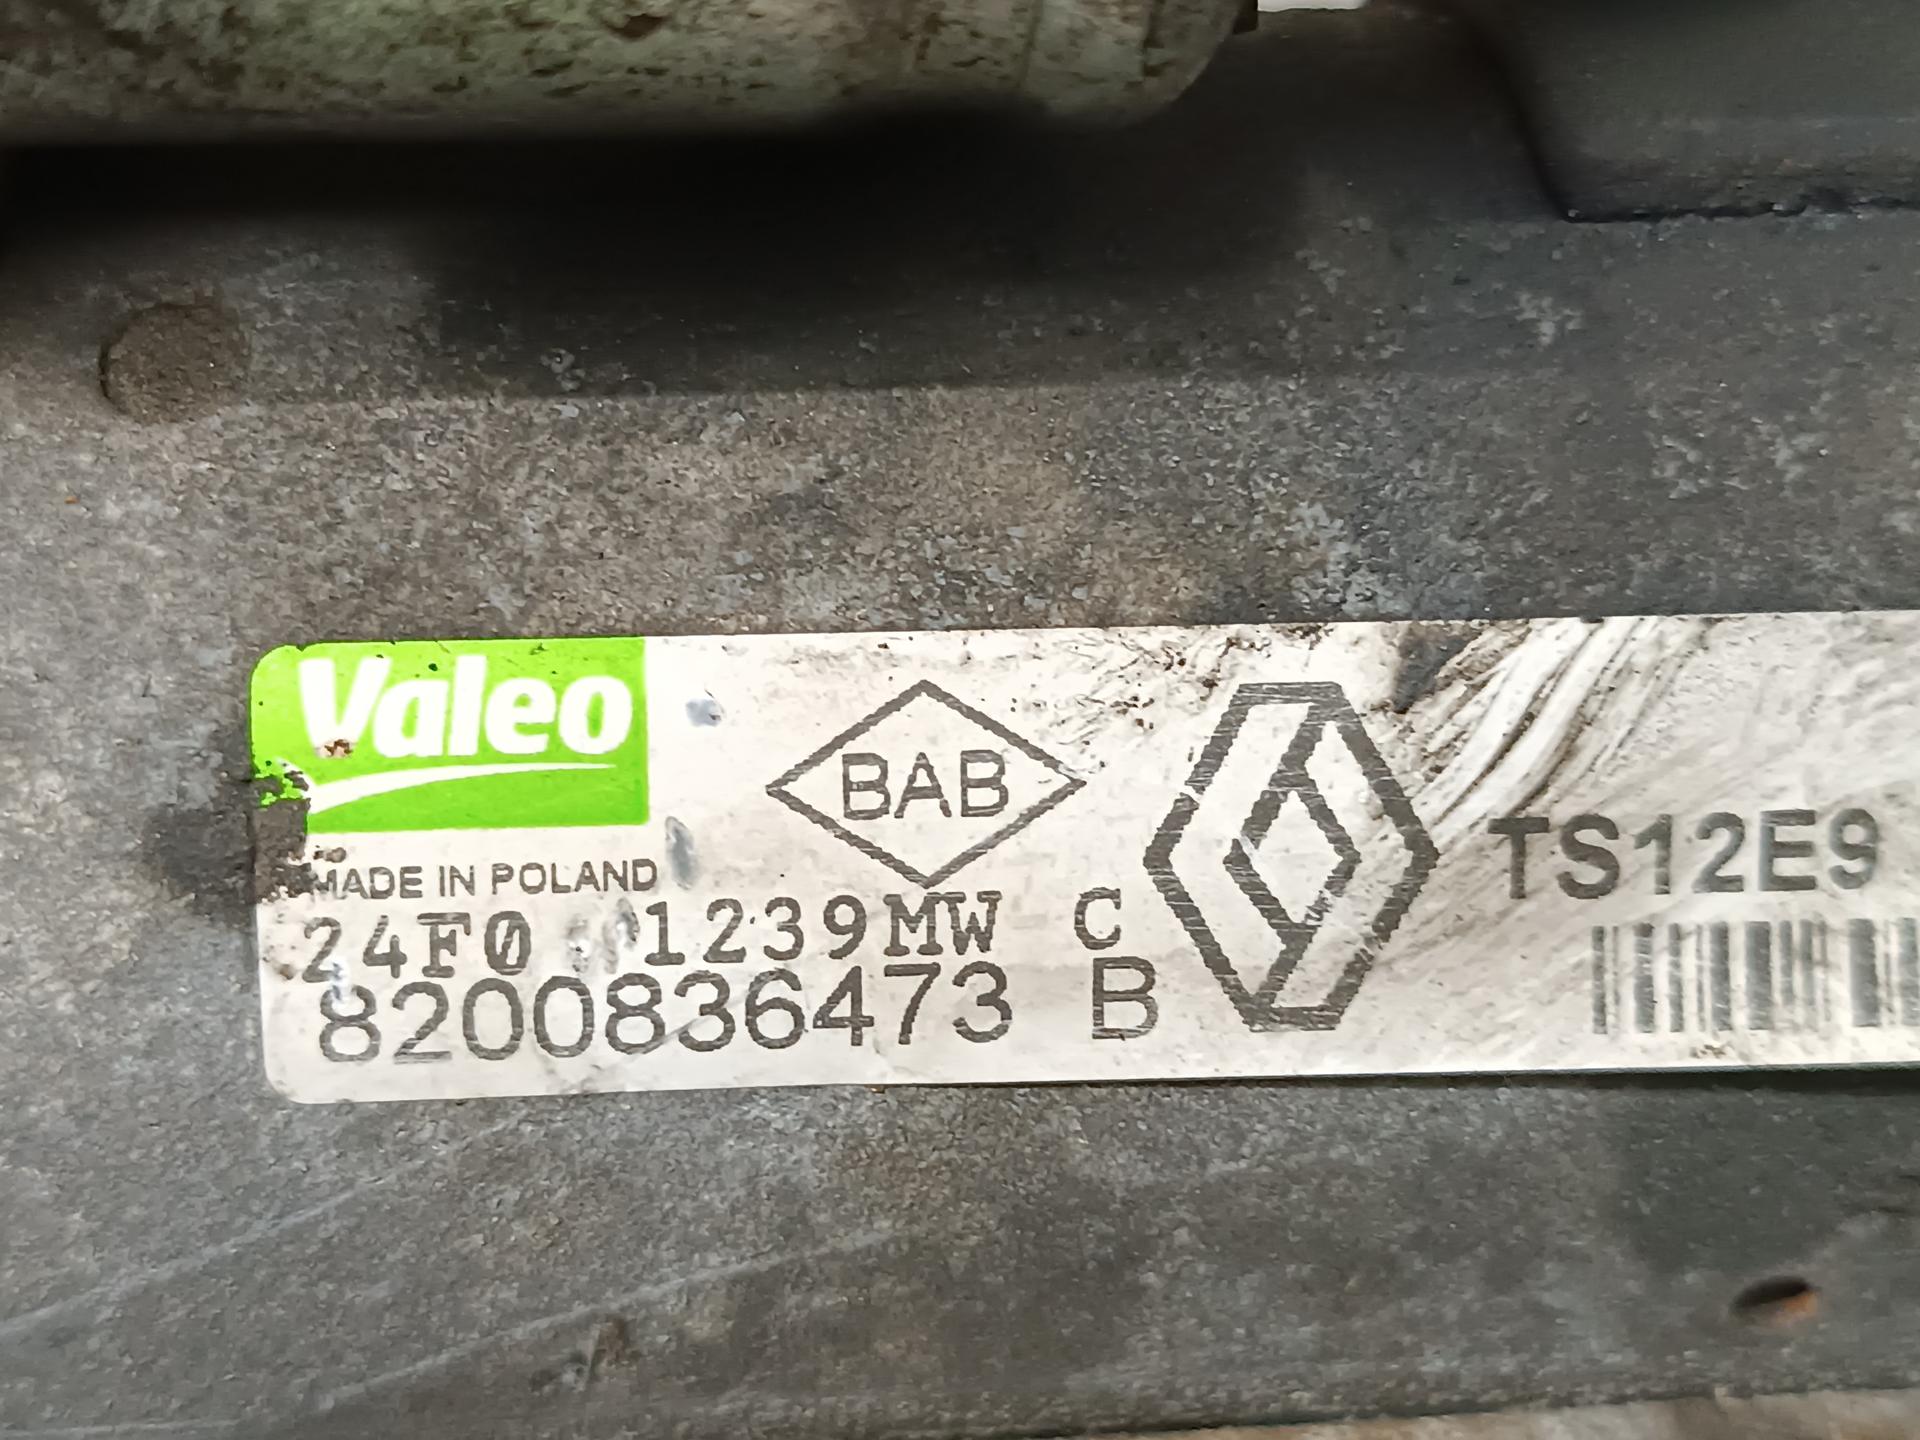 Valeo
BAB
TS12E9
MADE IN POLAND
24F0 1239MW C
8200836473 B